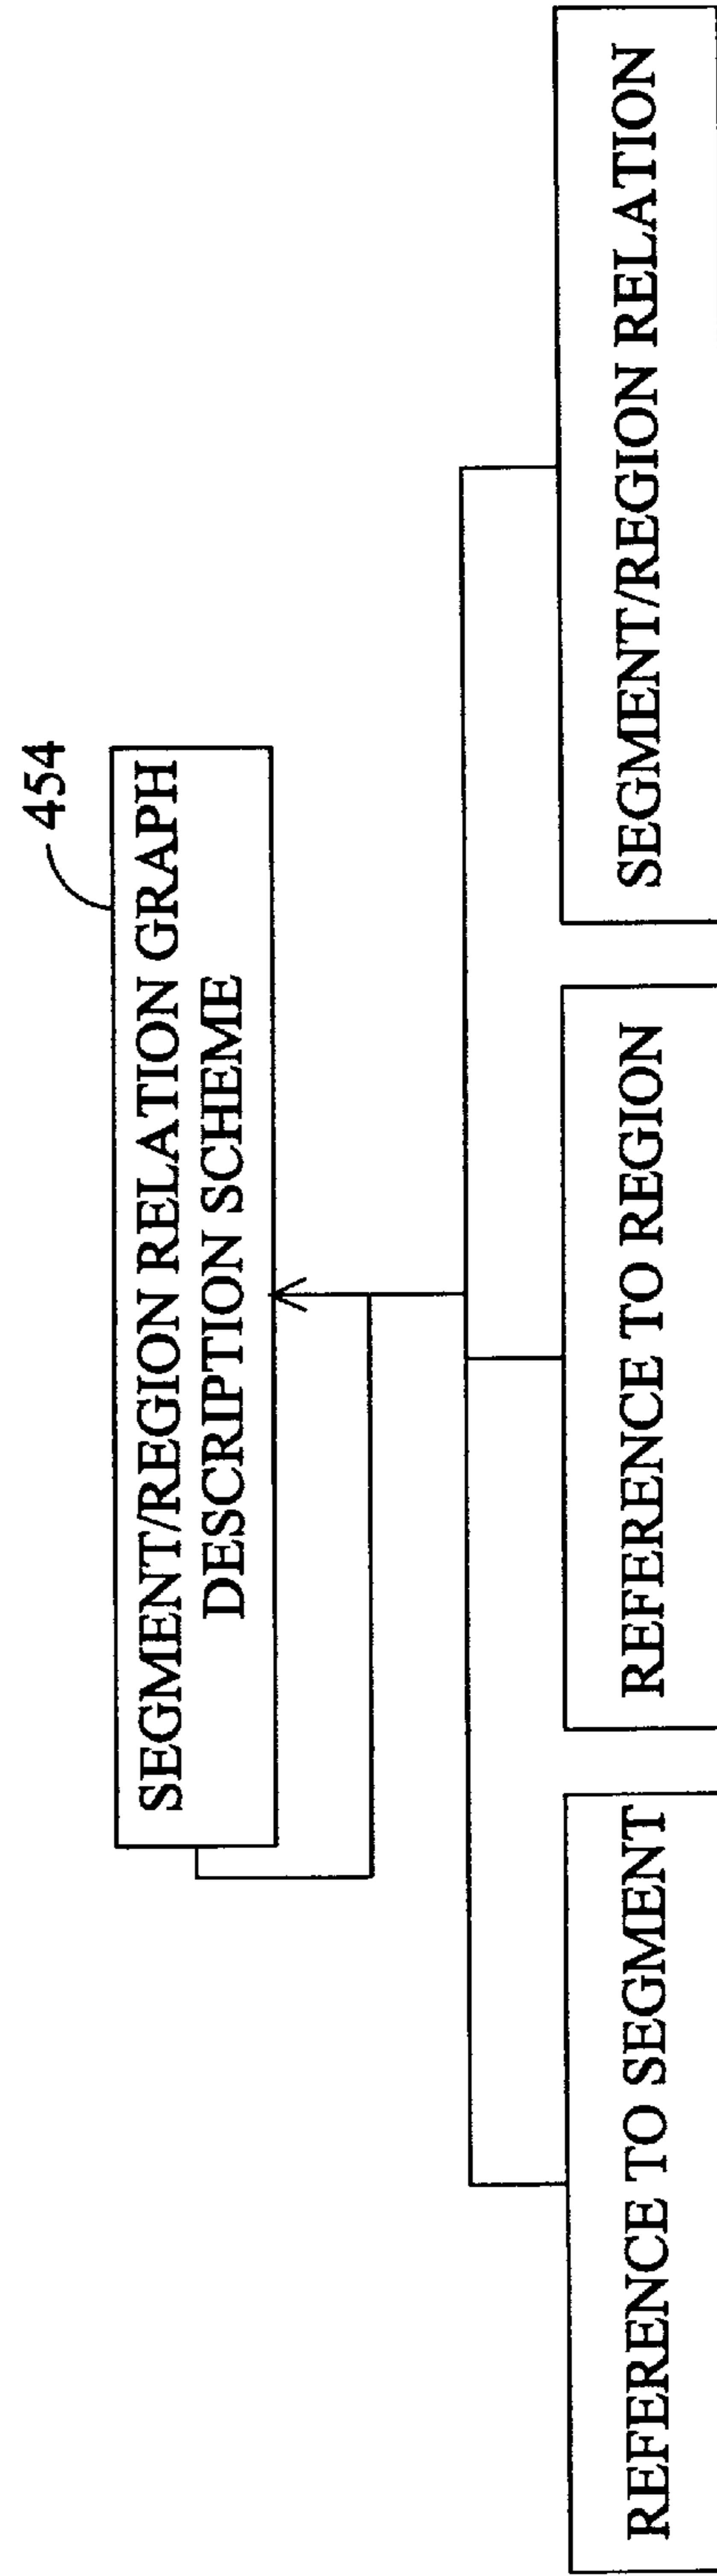 454
SEGMENT/REGION RELATION GRAPH
DESCRIPTION SCHEME
REFERENCE TO SEGMENT
REFERENCE TO REGION
SEGMENT/REGION RELATION